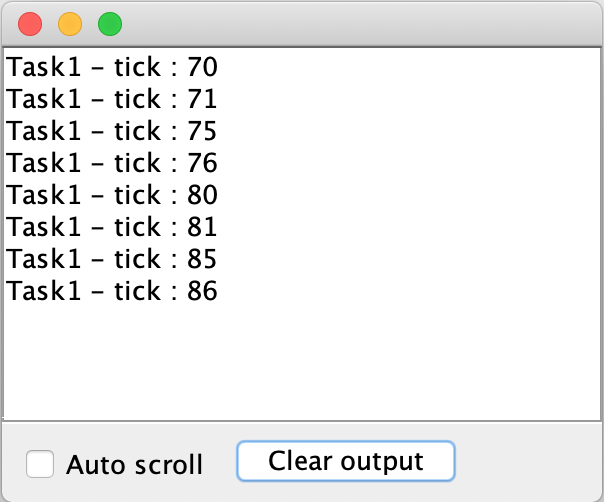 Task1 – tick : 70
Task1 – tick : 71
Task1 – tick : 75
Task1 – tick : 76
Task1 – tick : 80
Task1 – tick : 81
Task1 – tick : 85
Task1 – tick : 86
Auto scroll
Clear output